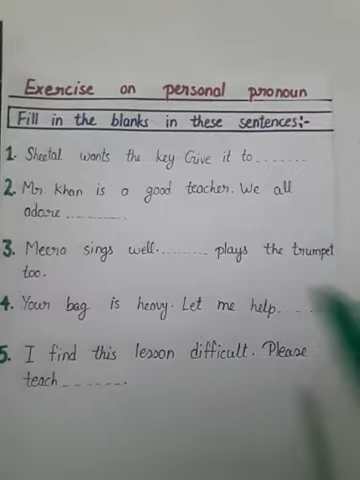 Exercise on personal pronoun
Fill in the blanks in these sentences:-
1. Sheetal wants the key. Give it to ........
2. Mr. Khan is a good teacher. We all
adore ...........
3. Meera sings well. ......... plays the trumpet
too.
4. Your bag is heavy. Let me help. ....
5. I find this lesson difficult. Please
teach _ _ _ _ _ _.